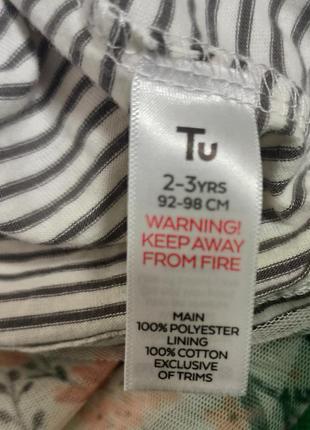 Tu
2-3YRS
92-98 CM
WARNING!
KEEP AWAY
FROM FIRE
MAIN
100% POLYESTER
LINING
100% COTTON
EXCLUSIVE
OF TRIMS